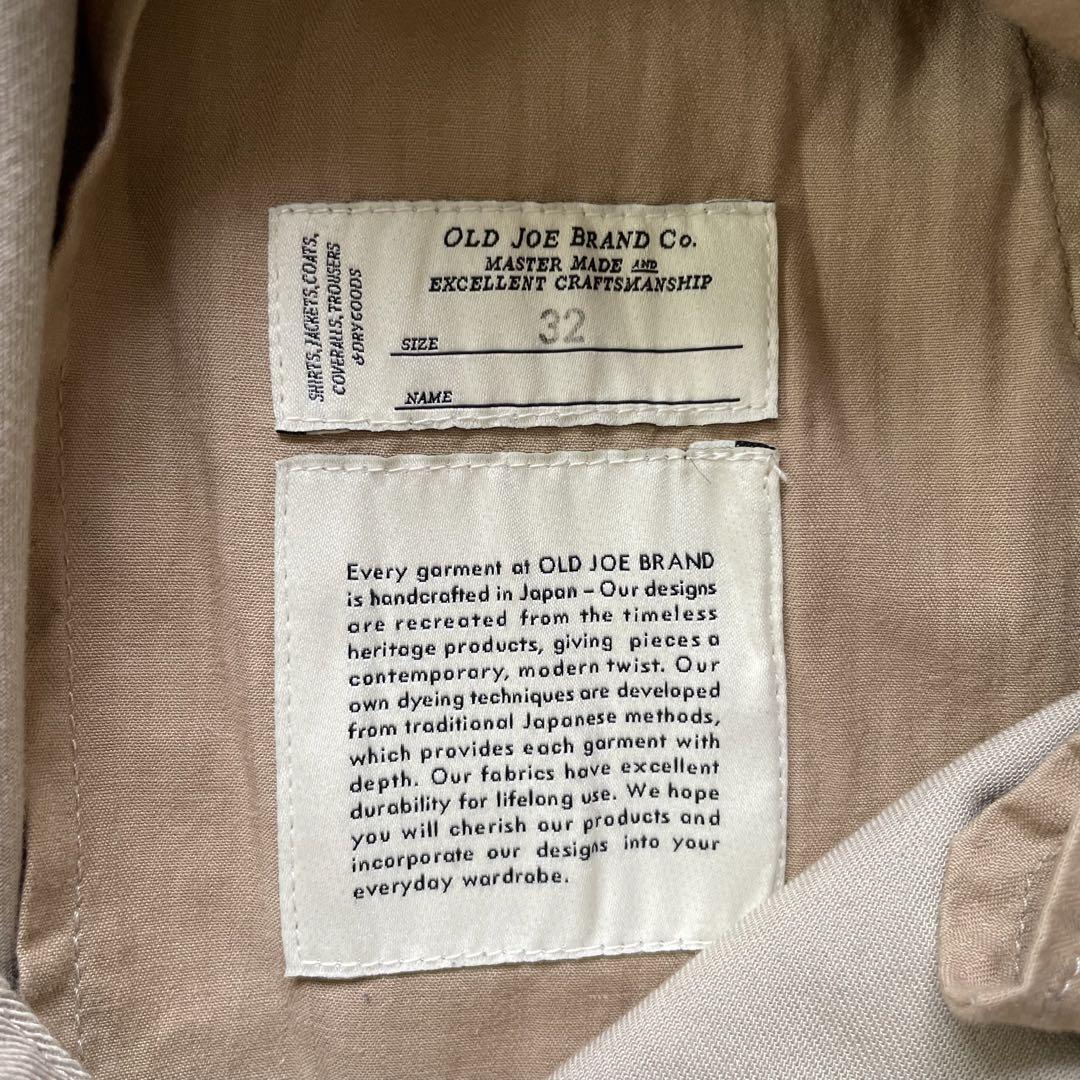 OLD JOE BRAND CO.
MASTER MADE AND
EXCELLENT CRAFTSMANSHIP
SIZE 32
NAME
SHIRTS, JACKETS, COATS,
COVERALLS, TROUSERS
& DRY GOODS
Every garment at OLD JOE BRAND
is handcrafted in Japan – Our designs
are recreated from the timeless
heritage products, giving pieces a
contemporary, modern twist. Our
own dyeing techniques are developed
from traditional Japanese methods,
which provides each garment with
depth. Our fabrics have excellent
durability for lifelong use. We hope
you will cherish our products and
incorporate our designs into your
everyday wardrobe.